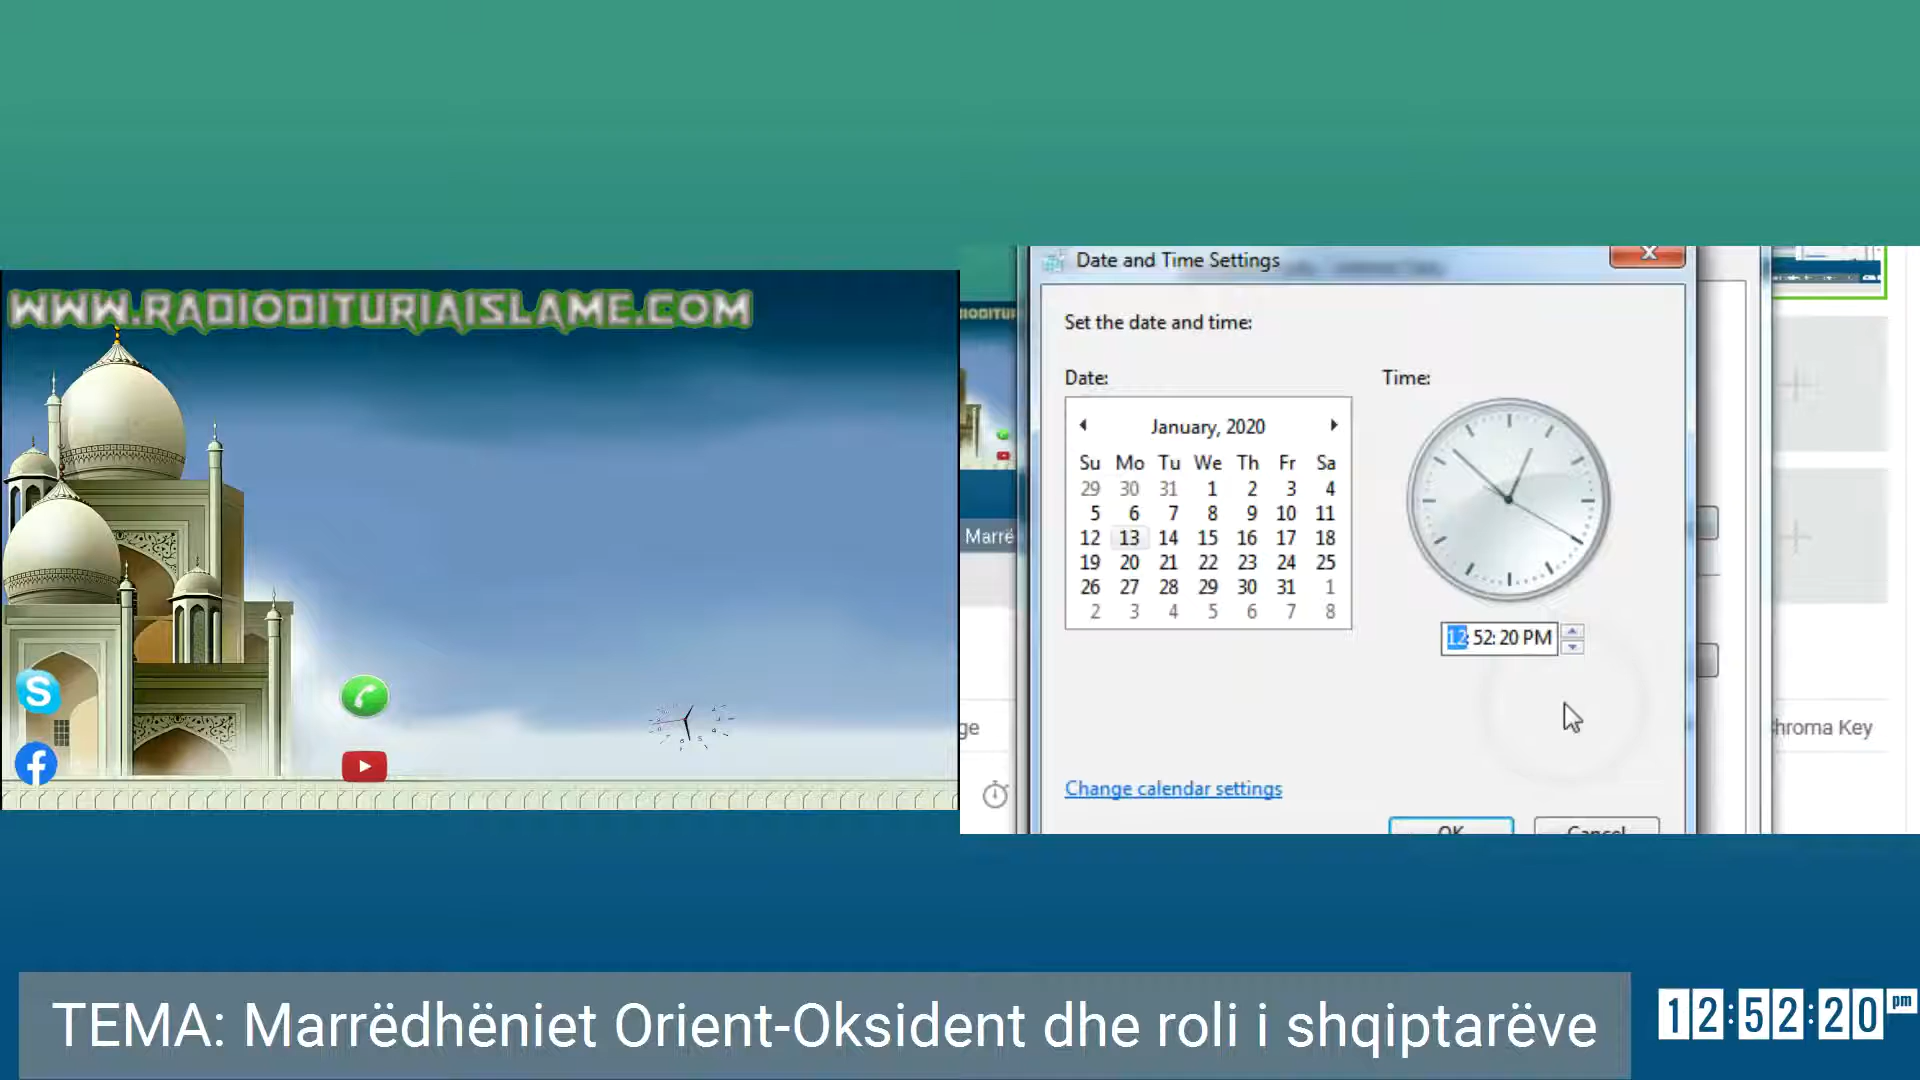 WWW.RADIODITURIAISLAME.COM
Date and Time Settings
Set the date and time:
Date:
Time:
January, 2020
Su Mo Tu We Th Fr Sa
29 30 31 1 2 3 4
5 6 7 8 9 10 11
12 13 14 15 16 17 18
19 20 21 22 23 24 25
26 27 28 29 30 31 1
2 3 4 5 6 7 8
12:52:20 PM
Marrë
ge
hroma Key
Change calendar settings
OK
Cancel
TEMA: Marrëdhëniet Orient-Oksident dhe roli i shqiptarëve
12:52:20 pm